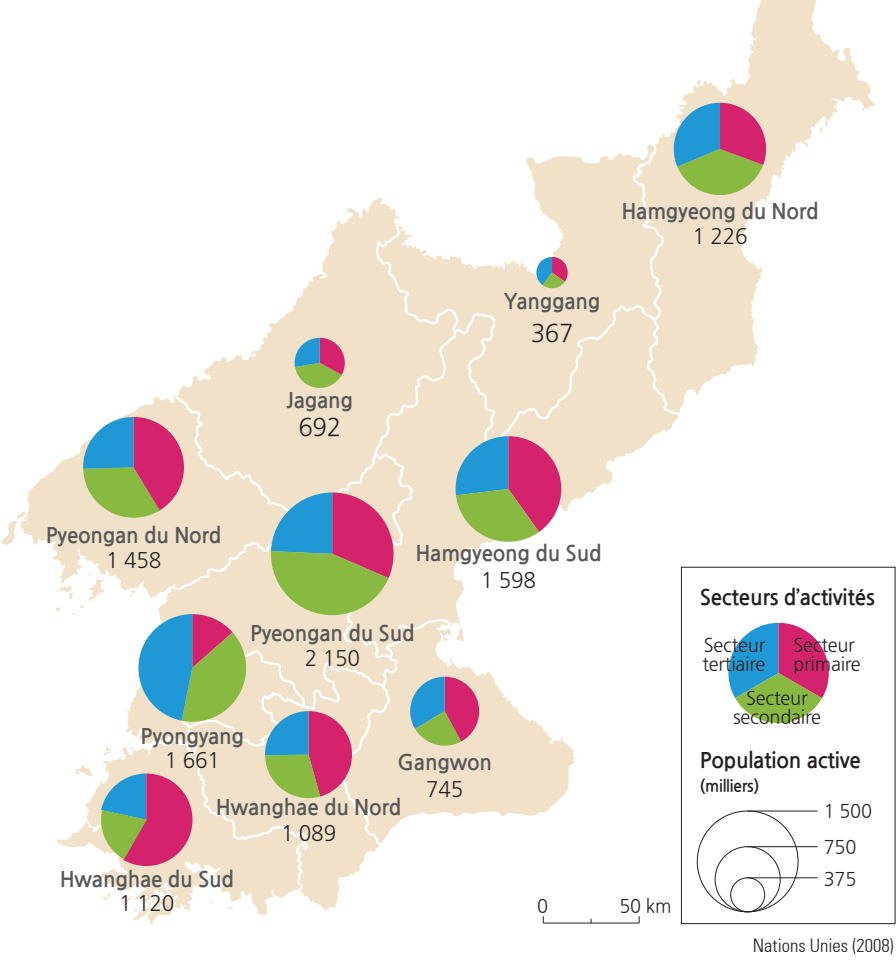 Hamgyeong du Nord
1 226
Yanggang
367
Jagang
692
Pyeongan du Nord
1 458
Hamgyeong du Sud
1 598
Pyeongan du Sud
2 150
Pyongyang
1 661
Gangwon
745
Hwanghae du Nord
1 089
Hwanghae du Sud
1 120
Secteurs d'activités
Secteur
tertiaire
Secteur
primaire
Secteur
secondaire
Population active
(milliers)
1 500
750
375
0 50 km
Nations Unies (2008)